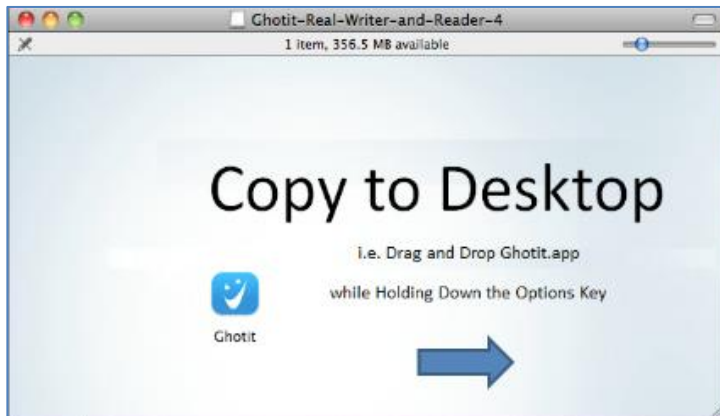 Ghotit-Real-Writer-and-Reader-4
1 item, 356.5 MB available
Copy to Desktop
i.e. Drag and Drop Ghotit.app
while Holding Down the Options Key
Ghotit